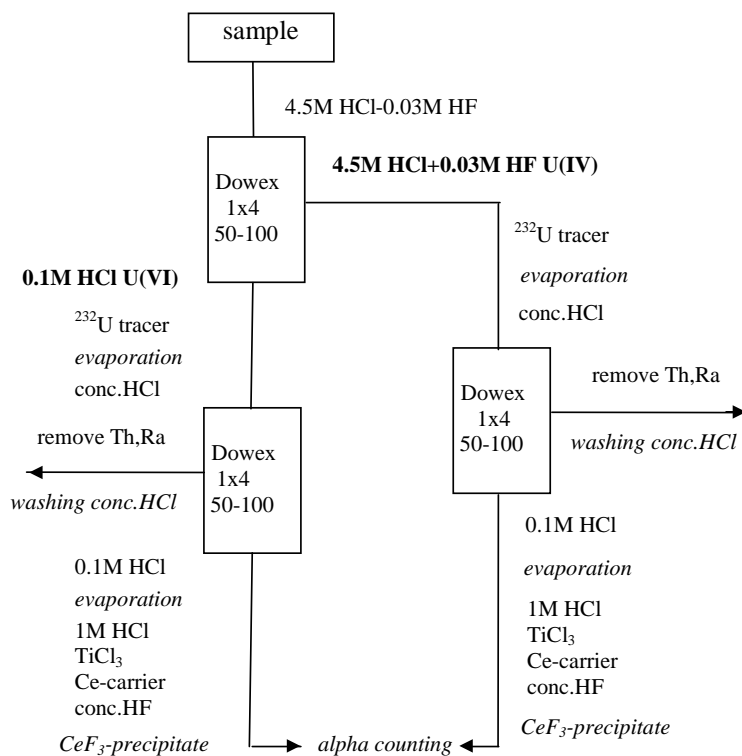 sample
4.5M HCl-0.03M HF
Dowex
1x4
50-100
4.5M HCl+0.03M HF U(IV)
²³²U tracer
evaporation
conc.HCl
0.1M HCl U(VI)
²³²U tracer
evaporation
conc.HCl
Dowex
1x4
50-100
remove Th,Ra
washing conc.HCl
remove Th,Ra
washing conc.HCl
Dowex
1x4
50-100
0.1M HCl
evaporation
1M HCl
TiCl₃
Ce-carrier
conc.HF
CeF₃-precipitate
0.1M HCl
evaporation
1M HCl
TiCl₃
Ce-carrier
conc.HF
CeF₃-precipitate
alpha counting